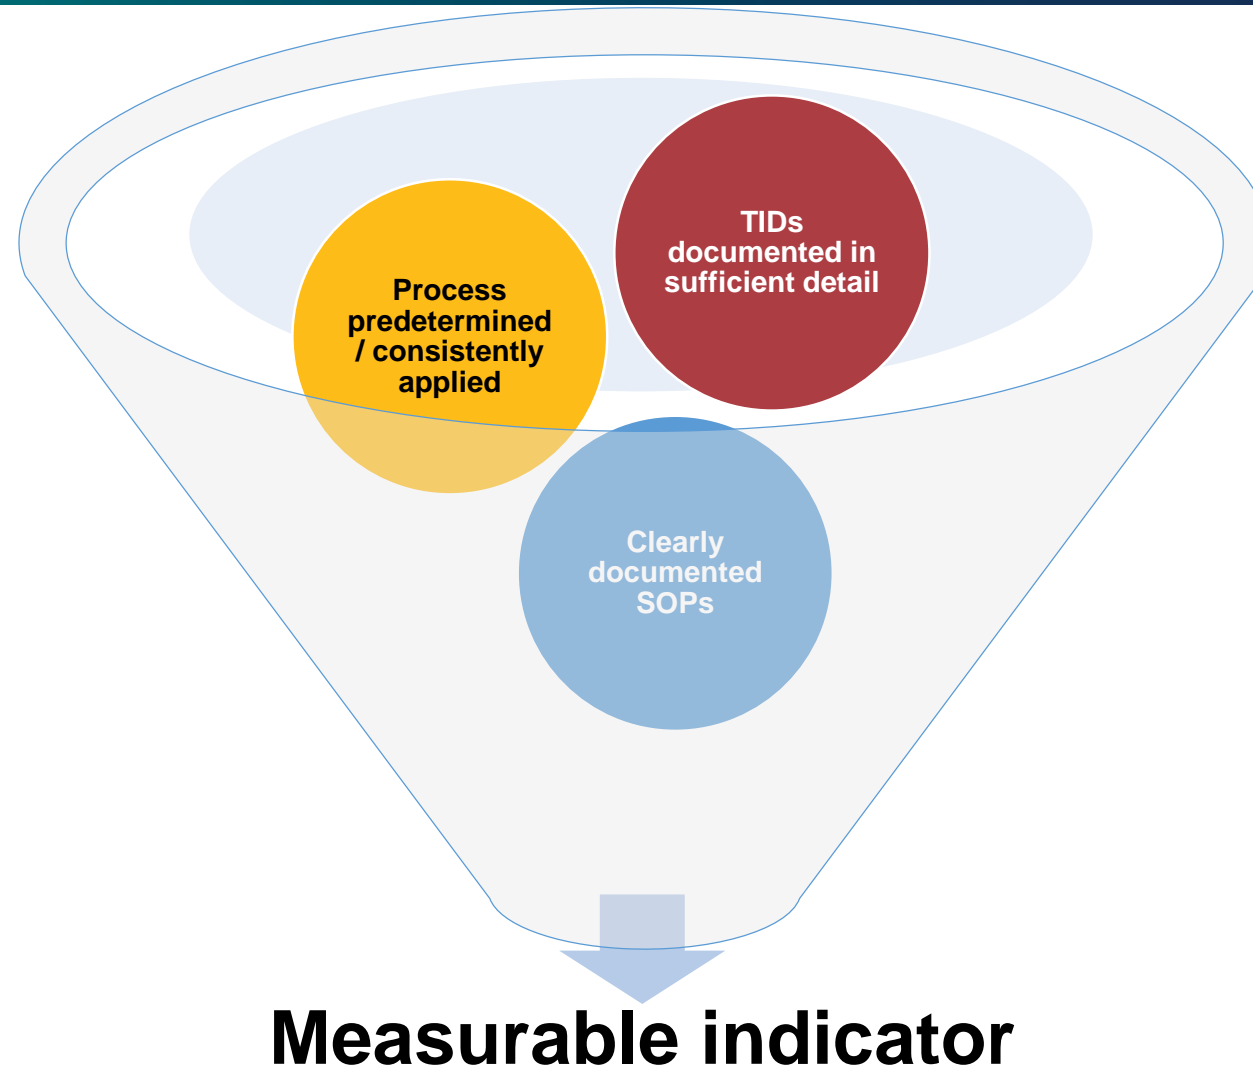 TIDs
documented in
sufficient detail
Process
predetermined
/ consistently
applied
Clearly
documented
SOPs
Measurable indicator